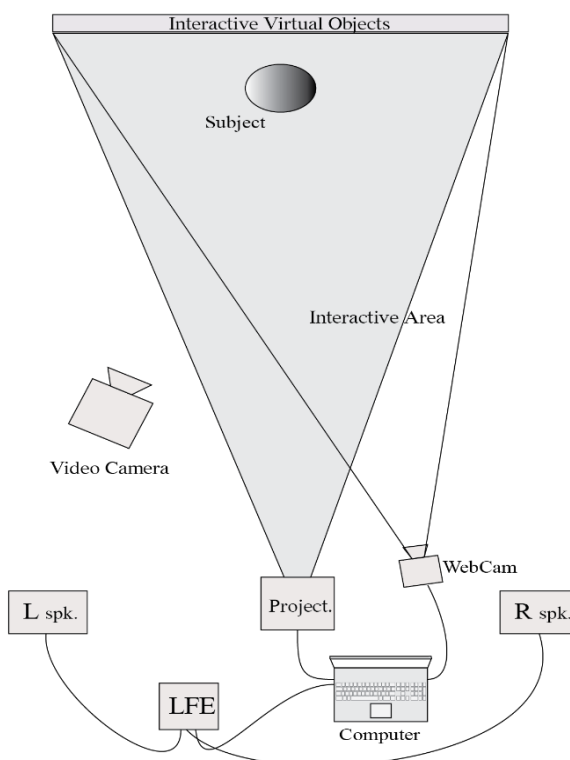 Interactive Virtual Objects
Subject
Interactive Area
Video Camera
WebCam
Project.
L spk.
R spk.
LFE
Computer